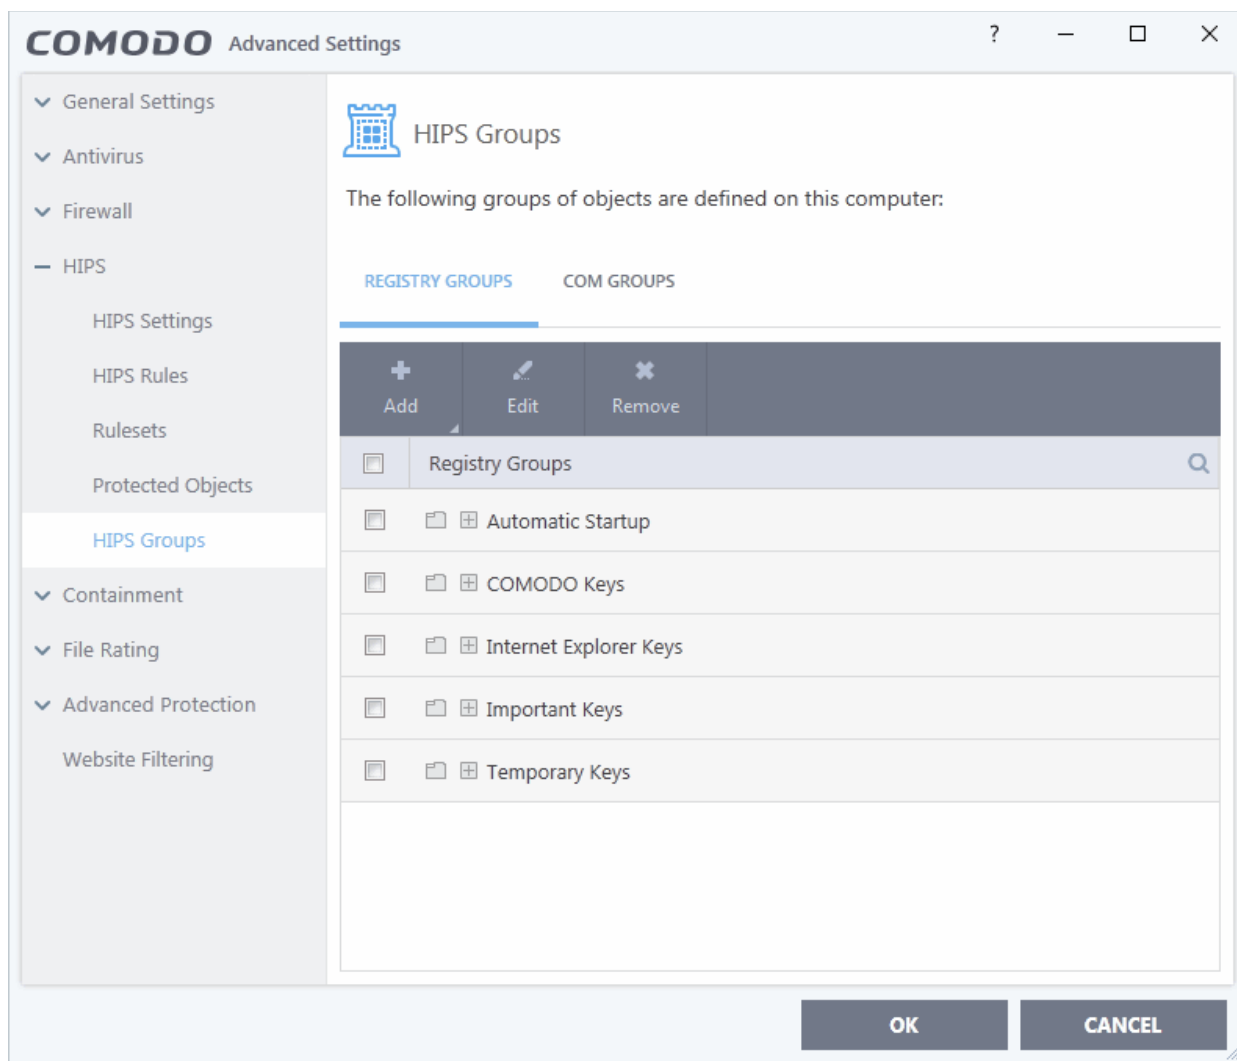 COMODO Advanced Settings ?
General Settings
Antivirus
Firewall
HIPS
HIPS Settings
HIPS Rules
Rulesets
Protected Objects
HIPS Groups
Containment
File Rating
Advanced Protection
Website Filtering
HIPS Groups
The following groups of objects are defined on this computer:
REGISTRY GROUPS COM GROUPS
Add Edit Remove
Registry Groups
Automatic Startup
COMODO Keys
Internet Explorer Keys
Important Keys
Temporary Keys
OK CANCEL